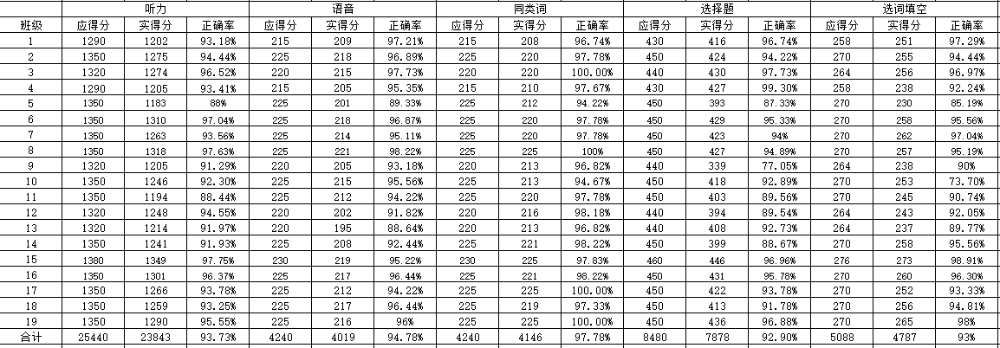 听力 语音 同类词 选择题 选词填空
班级 应得分 实得分 正确率 应得分 实得分 正确率 应得分 实得分 正确率 应得分 实得分 正确率 应得分 实得分 正确率
1 1290 1202 93.18% 215 209 97.21% 215 208 96.74% 430 416 96.74% 258 251 97.29%
2 1350 1275 94.44% 225 218 96.89% 225 220 97.78% 450 424 94.22% 270 255 94.44%
3 1320 1274 96.52% 220 215 97.73% 220 220 100.00% 440 430 97.73% 264 256 96.97%
4 1290 1205 93.41% 215 205 95.35% 215 210 97.67% 430 427 99.30% 258 238 92.24%
5 1350 1183 88% 225 201 89.33% 225 212 94.22% 450 393 87.33% 270 230 85.19%
6 1350 1310 97.04% 225 218 96.87% 225 220 97.78% 450 429 95.33% 270 258 95.56%
7 1350 1263 93.56% 225 214 95.11% 225 220 97.78% 450 423 94% 270 262 97.04%
8 1350 1318 97.63% 225 221 98.22% 225 225 100% 450 427 94.89% 270 257 95.19%
9 1320 1205 91.29% 220 205 93.18% 220 213 96.82% 440 339 77.05% 264 238 90%
10 1350 1246 92.30% 225 215 95.56% 225 213 94.67% 450 418 92.89% 270 253 73.70%
11 1350 1194 88.44% 225 212 94.22% 225 220 97.78% 450 403 89.56% 270 245 90.74%
12 1320 1248 94.55% 220 202 91.82% 220 216 98.18% 440 394 89.54% 264 243 92.05%
13 1320 1214 91.97% 220 195 88.64% 220 213 96.82% 440 408 92.73% 264 237 89.77%
14 1350 1241 91.93% 225 208 92.44% 225 221 98.22% 450 399 88.67% 270 258 95.56%
15 1380 1349 97.75% 230 219 95.22% 230 225 97.83% 460 446 96.96% 276 273 98.91%
16 1350 1301 96.37% 225 217 96.44% 225 221 98.22% 450 431 95.78% 270 260 96.30%
17 1350 1266 93.78% 225 212 94.22% 225 225 100.00% 450 422 93.78% 270 252 93.33%
18 1350 1259 93.25% 225 217 96.44% 225 219 97.33% 450 413 91.78% 270 256 94.81%
19 1350 1290 95.55% 225 216 96% 225 225 100.00% 450 436 96.88% 270 265 98%
合计 25440 23843 93.73% 4240 4019 94.78% 4240 4146 97.78% 8480 7878 92.90% 5088 4787 93%